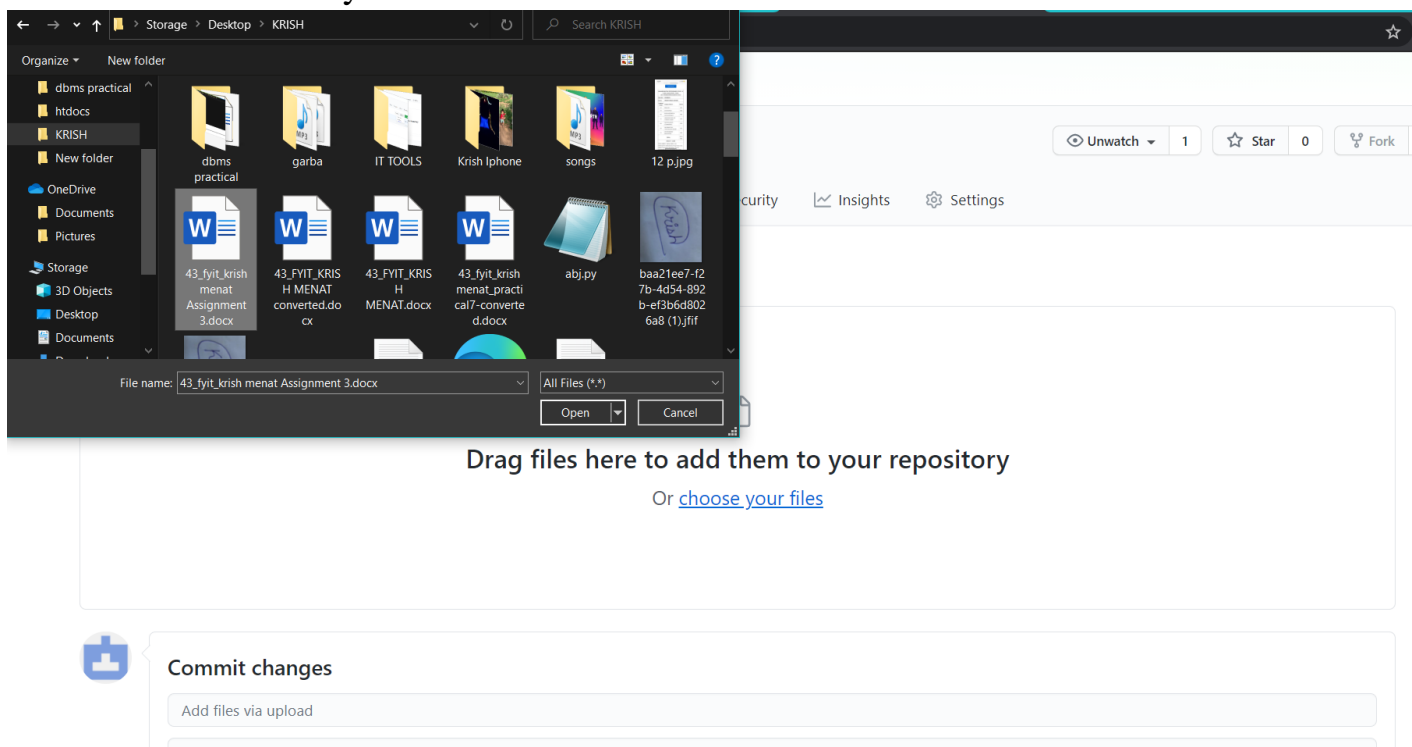 Storage > Desktop > KRISH
Search KRISH
Organize
New folder
dbms practical
htdocs
KRISH
New folder
OneDrive
Documents
Pictures
Storage
3D Objects
Desktop
Documents
dbms
practical
garba
IT TOOLS
Krish Iphone
songs
12 p.jpg
43_fyit_krish
menat
Assignment
3.docx
43_FYIT_KRIS
H MENAT
converted.do
cx
43_FYIT_KRIS
H
MENAT.docx
43_fyit_krish
menat_practi
cal7-converte
d.docx
abj.py
baa21ee7-f2
7b-4d54-892
b-ef3b6d802
6a8 (1).jfif
File name: 43_fyit_krish menat Assignment 3.docx
All Files (*.*)
Open
Cancel
Unwatch 1
Star 0
Fork
curity
Insights
Settings
Drag files here to add them to your repository
Or choose your files
Commit changes
Add files via upload